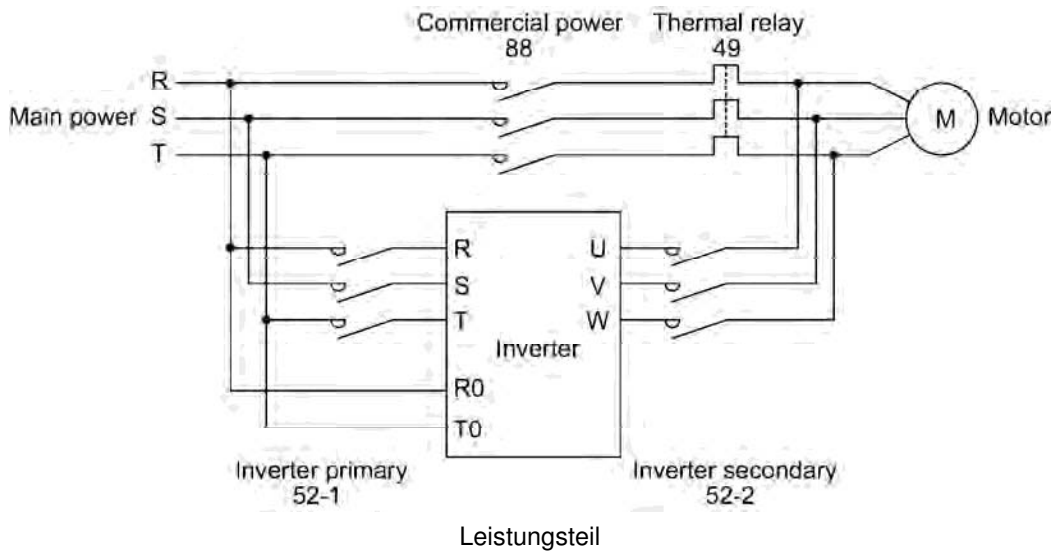 Commercial power
88
Thermal relay
49
Main power
R
S
T
M
Motor
R
S
T
R0
T0
U
V
W
Inverter
Inverter primary
52-1
Inverter secondary
52-2
Leistungsteil